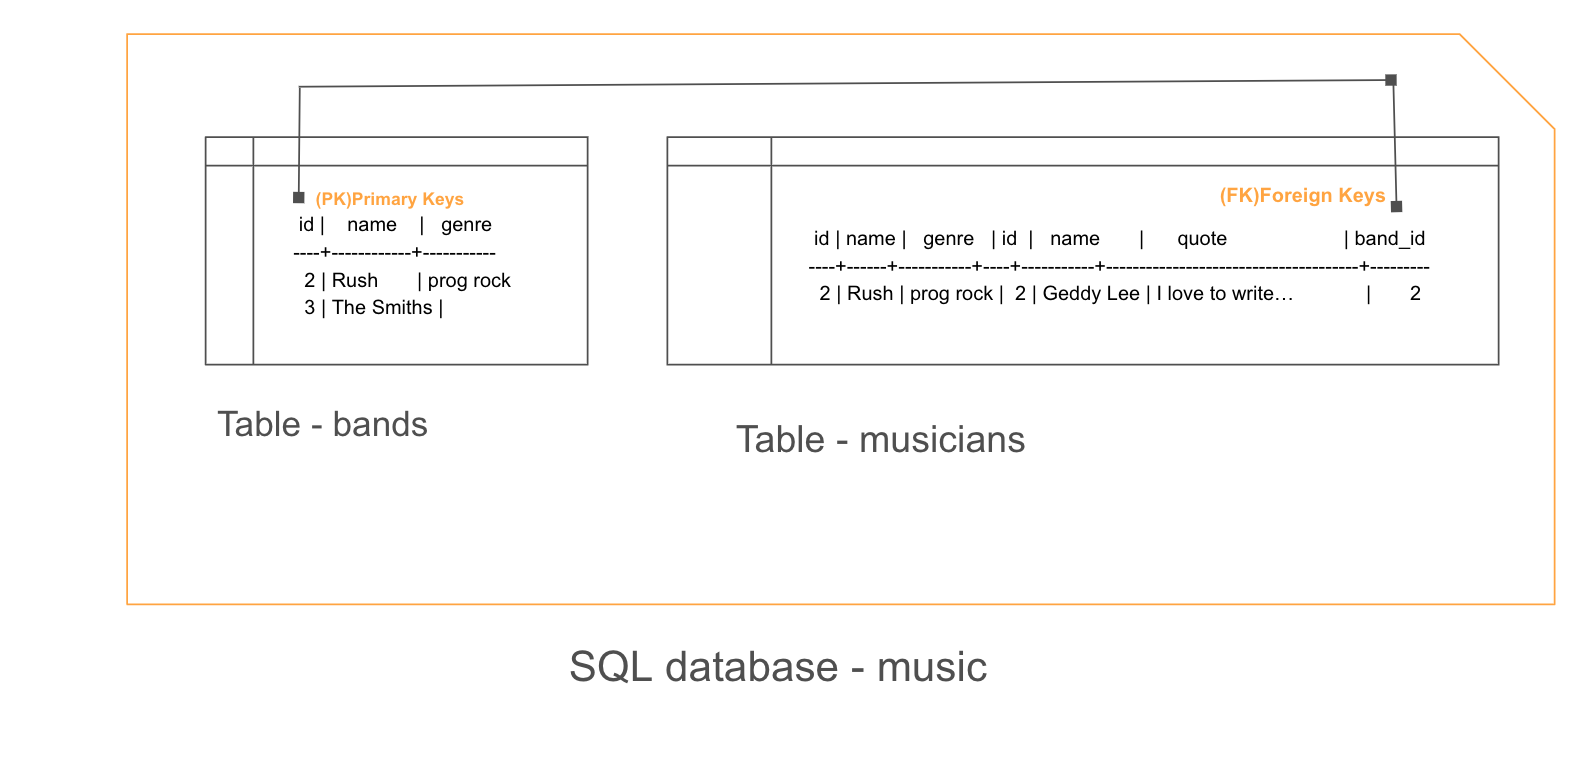 (PK)Primary Keys
id | name | genre
----+------------+-----------
2 | Rush | prog rock
3 | The Smiths |
Table - bands
(FK)Foreign Keys
id | name | genre | id | name | quote | band_id
----+------+-----------+----+-----------+--------------------------------------+---------
2 | Rush | prog rock | 2 | Geddy Lee | I love to write… | 2
Table - musicians
SQL database - music